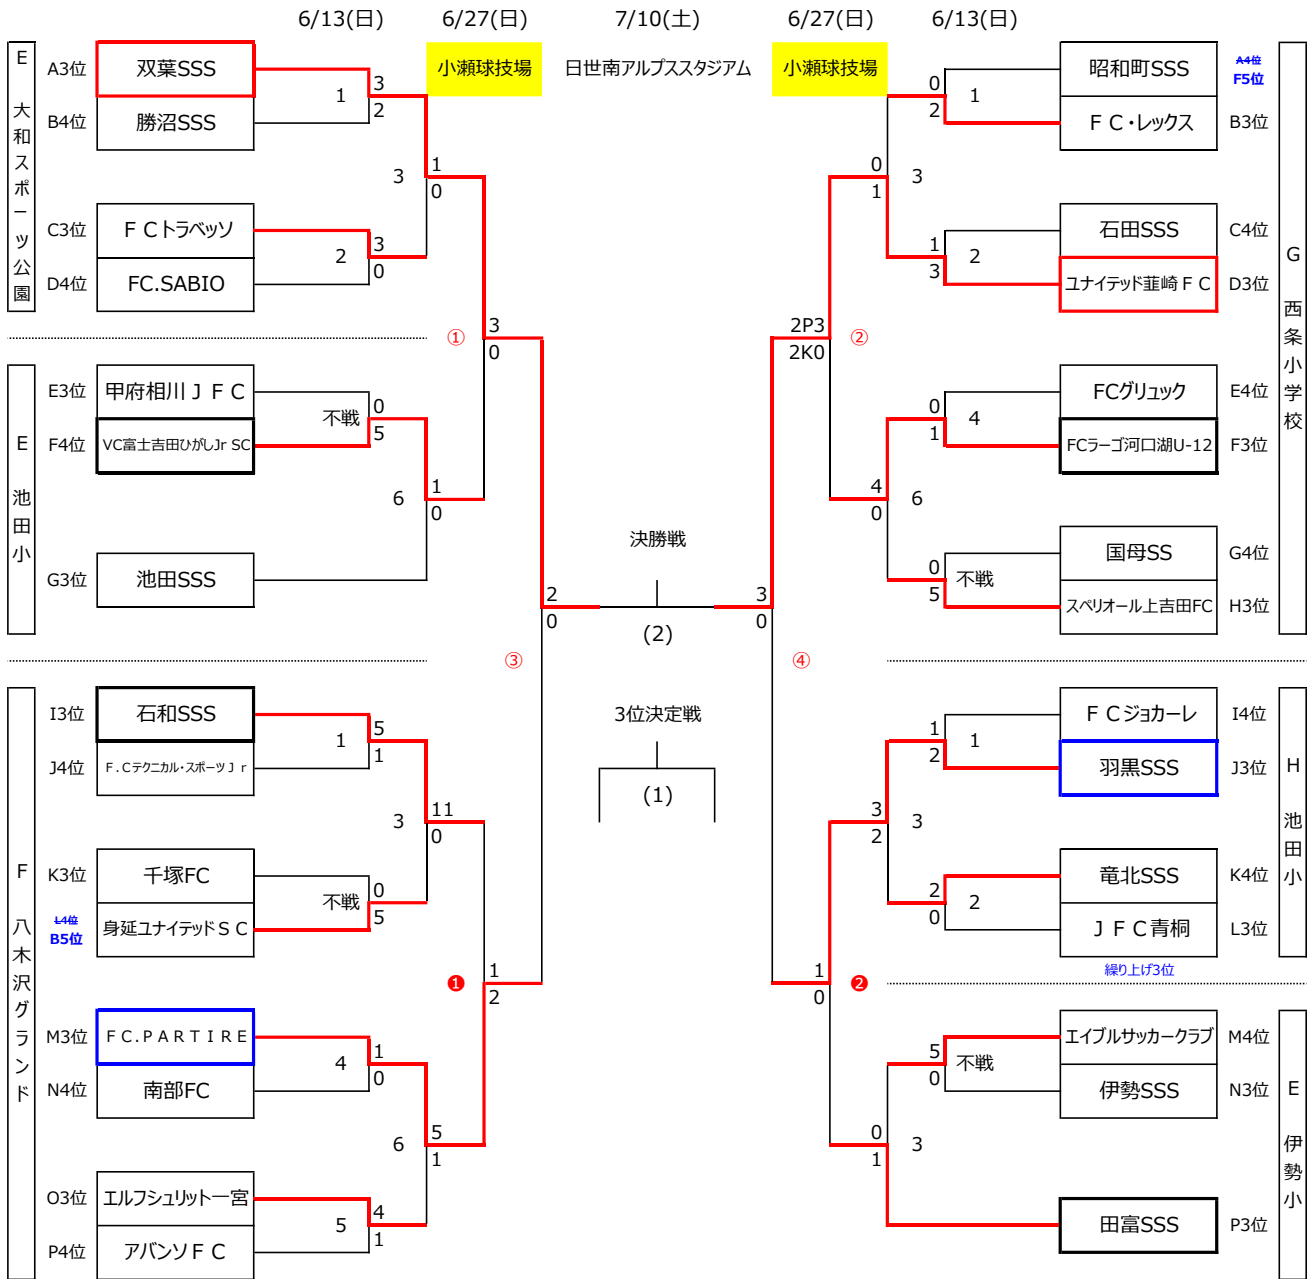 6/13(日) 6/27(日) 7/10(土) 6/27(日) 6/13(日)
小瀬球技場 日世南アルプススタジアム 小瀬球技場
E 大和スポーツ公園
A3位 双葉SSS
1 3
2
B4位 勝沼SSS
3 1
0
C3位 ＦＣトラベッソ
2 3
0
D4位 FC.SABIO
① 3
0
E 池田小
E3位 甲府相川ＪＦＣ
不戦 0
5
F4位 VC富士吉田ひがしJr SC
6 1
0
G3位 池田SSS
2
0
③
F 八木沢グランド
I3位 石和SSS
1 5
1
J4位 Ｆ.Ｃテクニカル・スポーツＪｒ
3 11
0
K3位 千塚FC
不戦 0
5
L4位
B5位 身延ユナイテッドＳＣ
❶ 1
2
M3位 ＦＣ.ＰＡＲＴＩＲＥ
4 1
0
N4位 南部FC
6 5
1
O3位 エルフシュリット一宮
5 4
1
P4位 アバンソＦＣ
決勝戦
(2)
3位決定戦
(1)
昭和町SSS A4位
F5位
0 1
2
ＦＣ・レックス B3位
0 3
1
石田SSS C4位
1 2
3
ユナイテッド韮崎ＦＣ D3位
G 西条小学校
2P3 ②
2K0
FCグリュック E4位
0 4
1
FCラーゴ河口湖U-12 F3位
4 6
0
国母SS G4位
0 不戦
5
スペリオール上吉田FC H3位
3
0
④
ＦＣジョカーレ I4位
1 1
2
羽黒SSS J3位
H 池田小
3 3
2
竜北SSS K4位
2 2
0
ＪＦＣ青桐 L3位
繰り上げ3位
1 ❷
0
エイブルサッカークラブ M4位
5 不戦
0
伊勢SSS N3位
E 伊勢小
0 3
1
田富SSS P3位